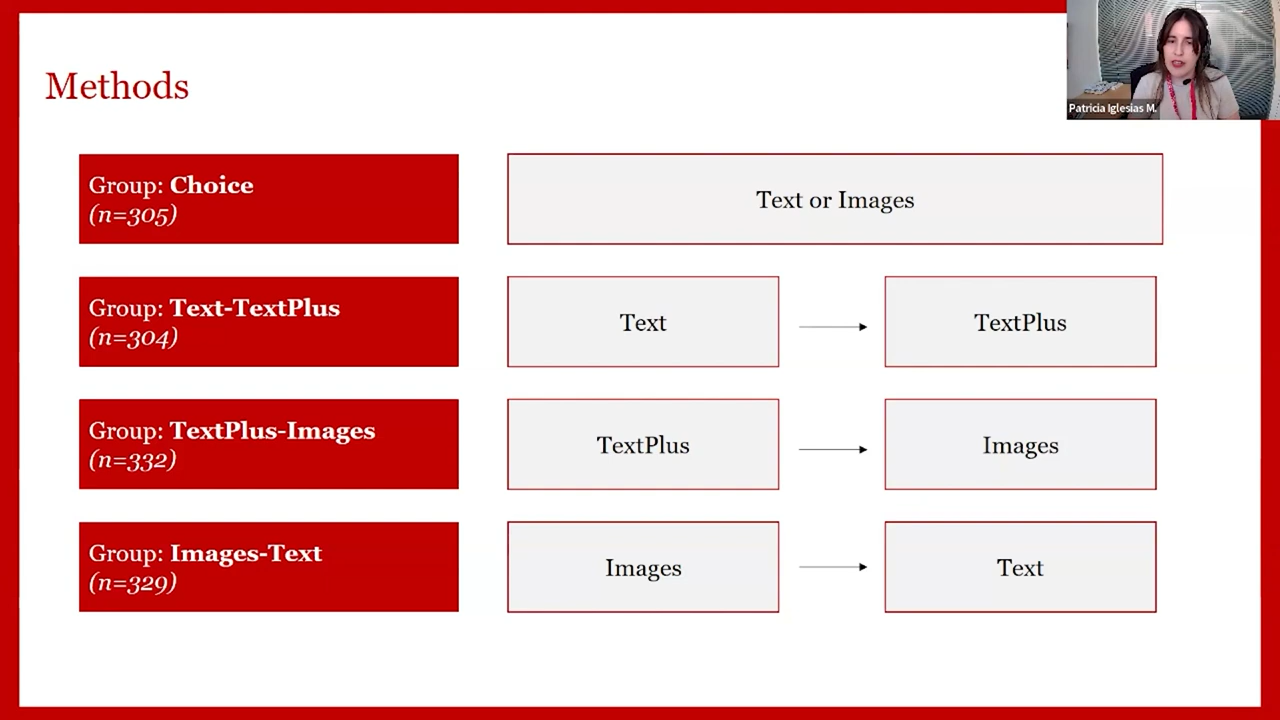 Methods
Patricia Iglesias M.
Group: Choice
(n=305)
Text or Images
Group: Text-TextPlus
(n=304)
Text
TextPlus
Group: TextPlus-Images
(n=332)
TextPlus
Images
Group: Images-Text
(n=329)
Images
Text